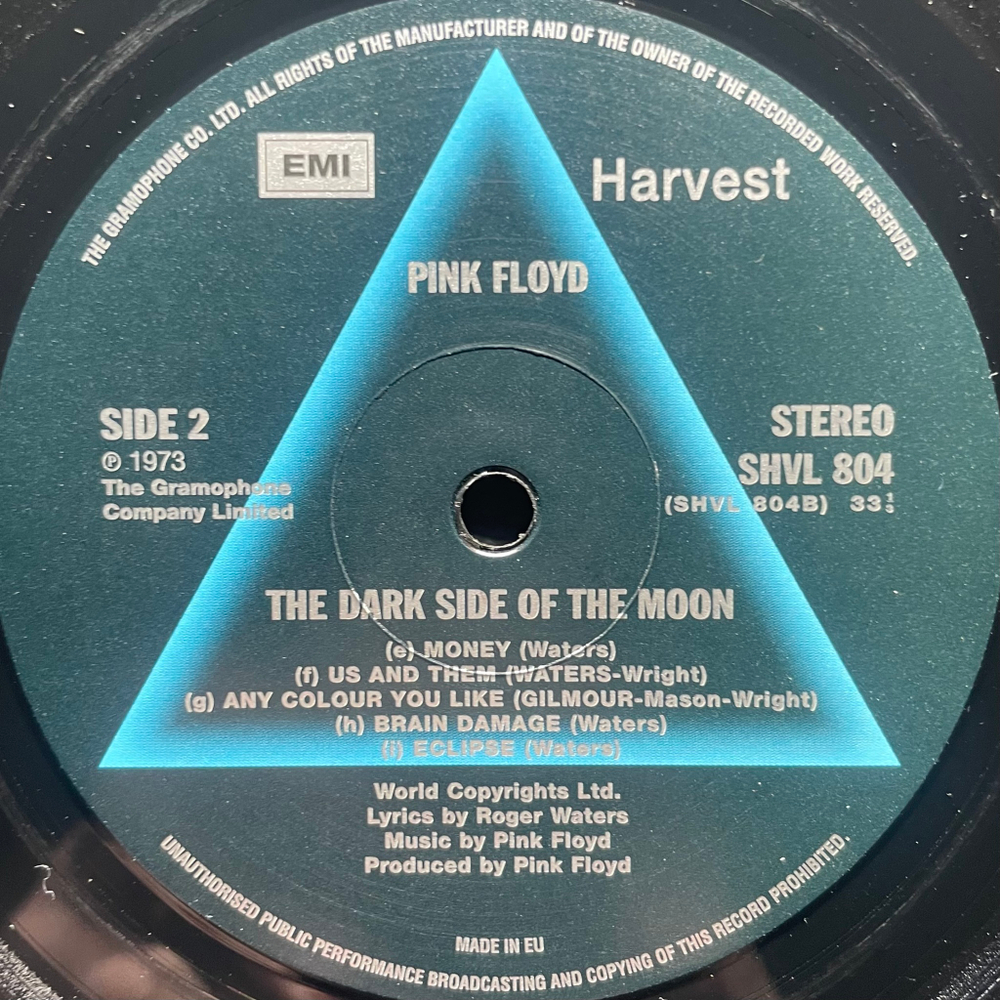 THE GRAMOPHONE CO. LTD. ALL RIGHTS OF THE MANUFACTURER AND OF THE OWNER OF THE RECORDED WORK RESERVED.
EMI
Harvest
PINK FLOYD
SIDE 2
℗ 1973
The Gramophone
Company Limited
STEREO
SHVL 804
(SHVL 804B) 33⅓
THE DARK SIDE OF THE MOON
(e) MONEY (Waters)
(f) US AND THEM (WATERS-Wright)
(g) ANY COLOUR YOU LIKE (GILMOUR-Mason-Wright)
(h) BRAIN DAMAGE (Waters)
(i) ECLIPSE (Waters)
World Copyrights Ltd.
Lyrics by Roger Waters
Music by Pink Floyd
Produced by Pink Floyd
MADE IN EU
UNAUTHORISED PUBLIC PERFORMANCE BROADCASTING AND COPYING OF THIS RECORD PROHIBITED.